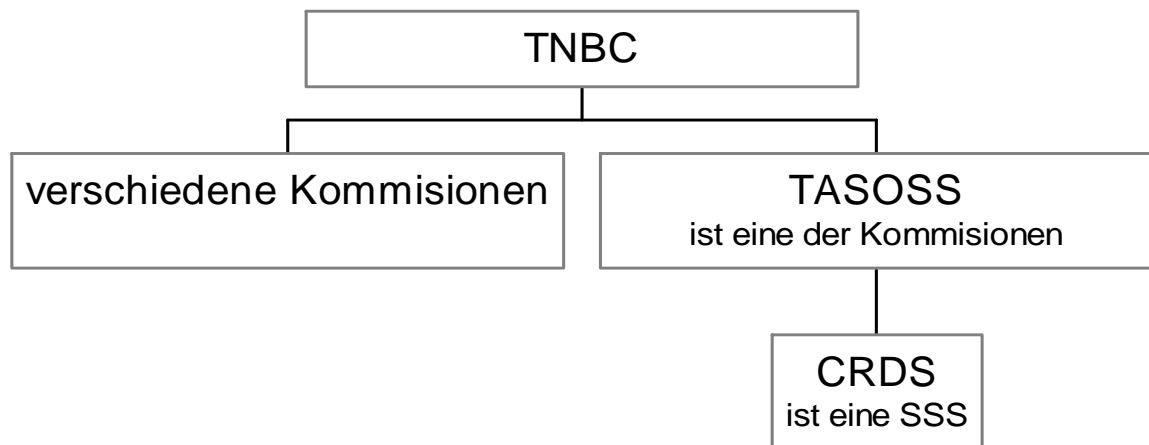 TNBC
verschiedene Kommisionen
TASOSS
ist eine der Kommisionen
CRDS
ist eine SSS